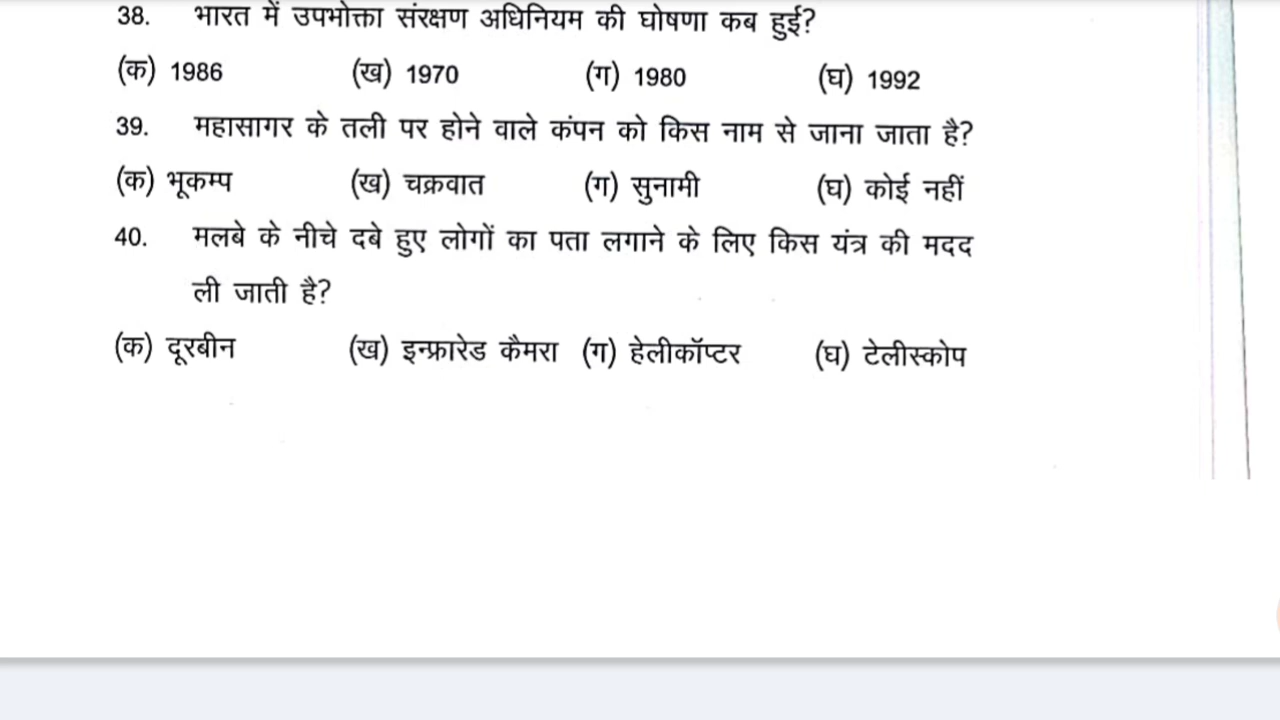 38. भारत में उपभोक्ता संरक्षण अधिनियम की घोषणा कब हुई?
(क) 1986 (ख) 1970 (ग) 1980 (घ) 1992
39. महासागर के तली पर होने वाले कंपन को किस नाम से जाना जाता है?
(क) भूकम्प (ख) चक्रवात (ग) सुनामी (घ) कोई नहीं
40. मलबे के नीचे दबे हुए लोगों का पता लगाने के लिए किस यंत्र की मदद
ली जाती है?
(क) दूरबीन (ख) इन्फ्रारेड कैमरा (ग) हेलीकॉप्टर (घ) टेलीस्कोप